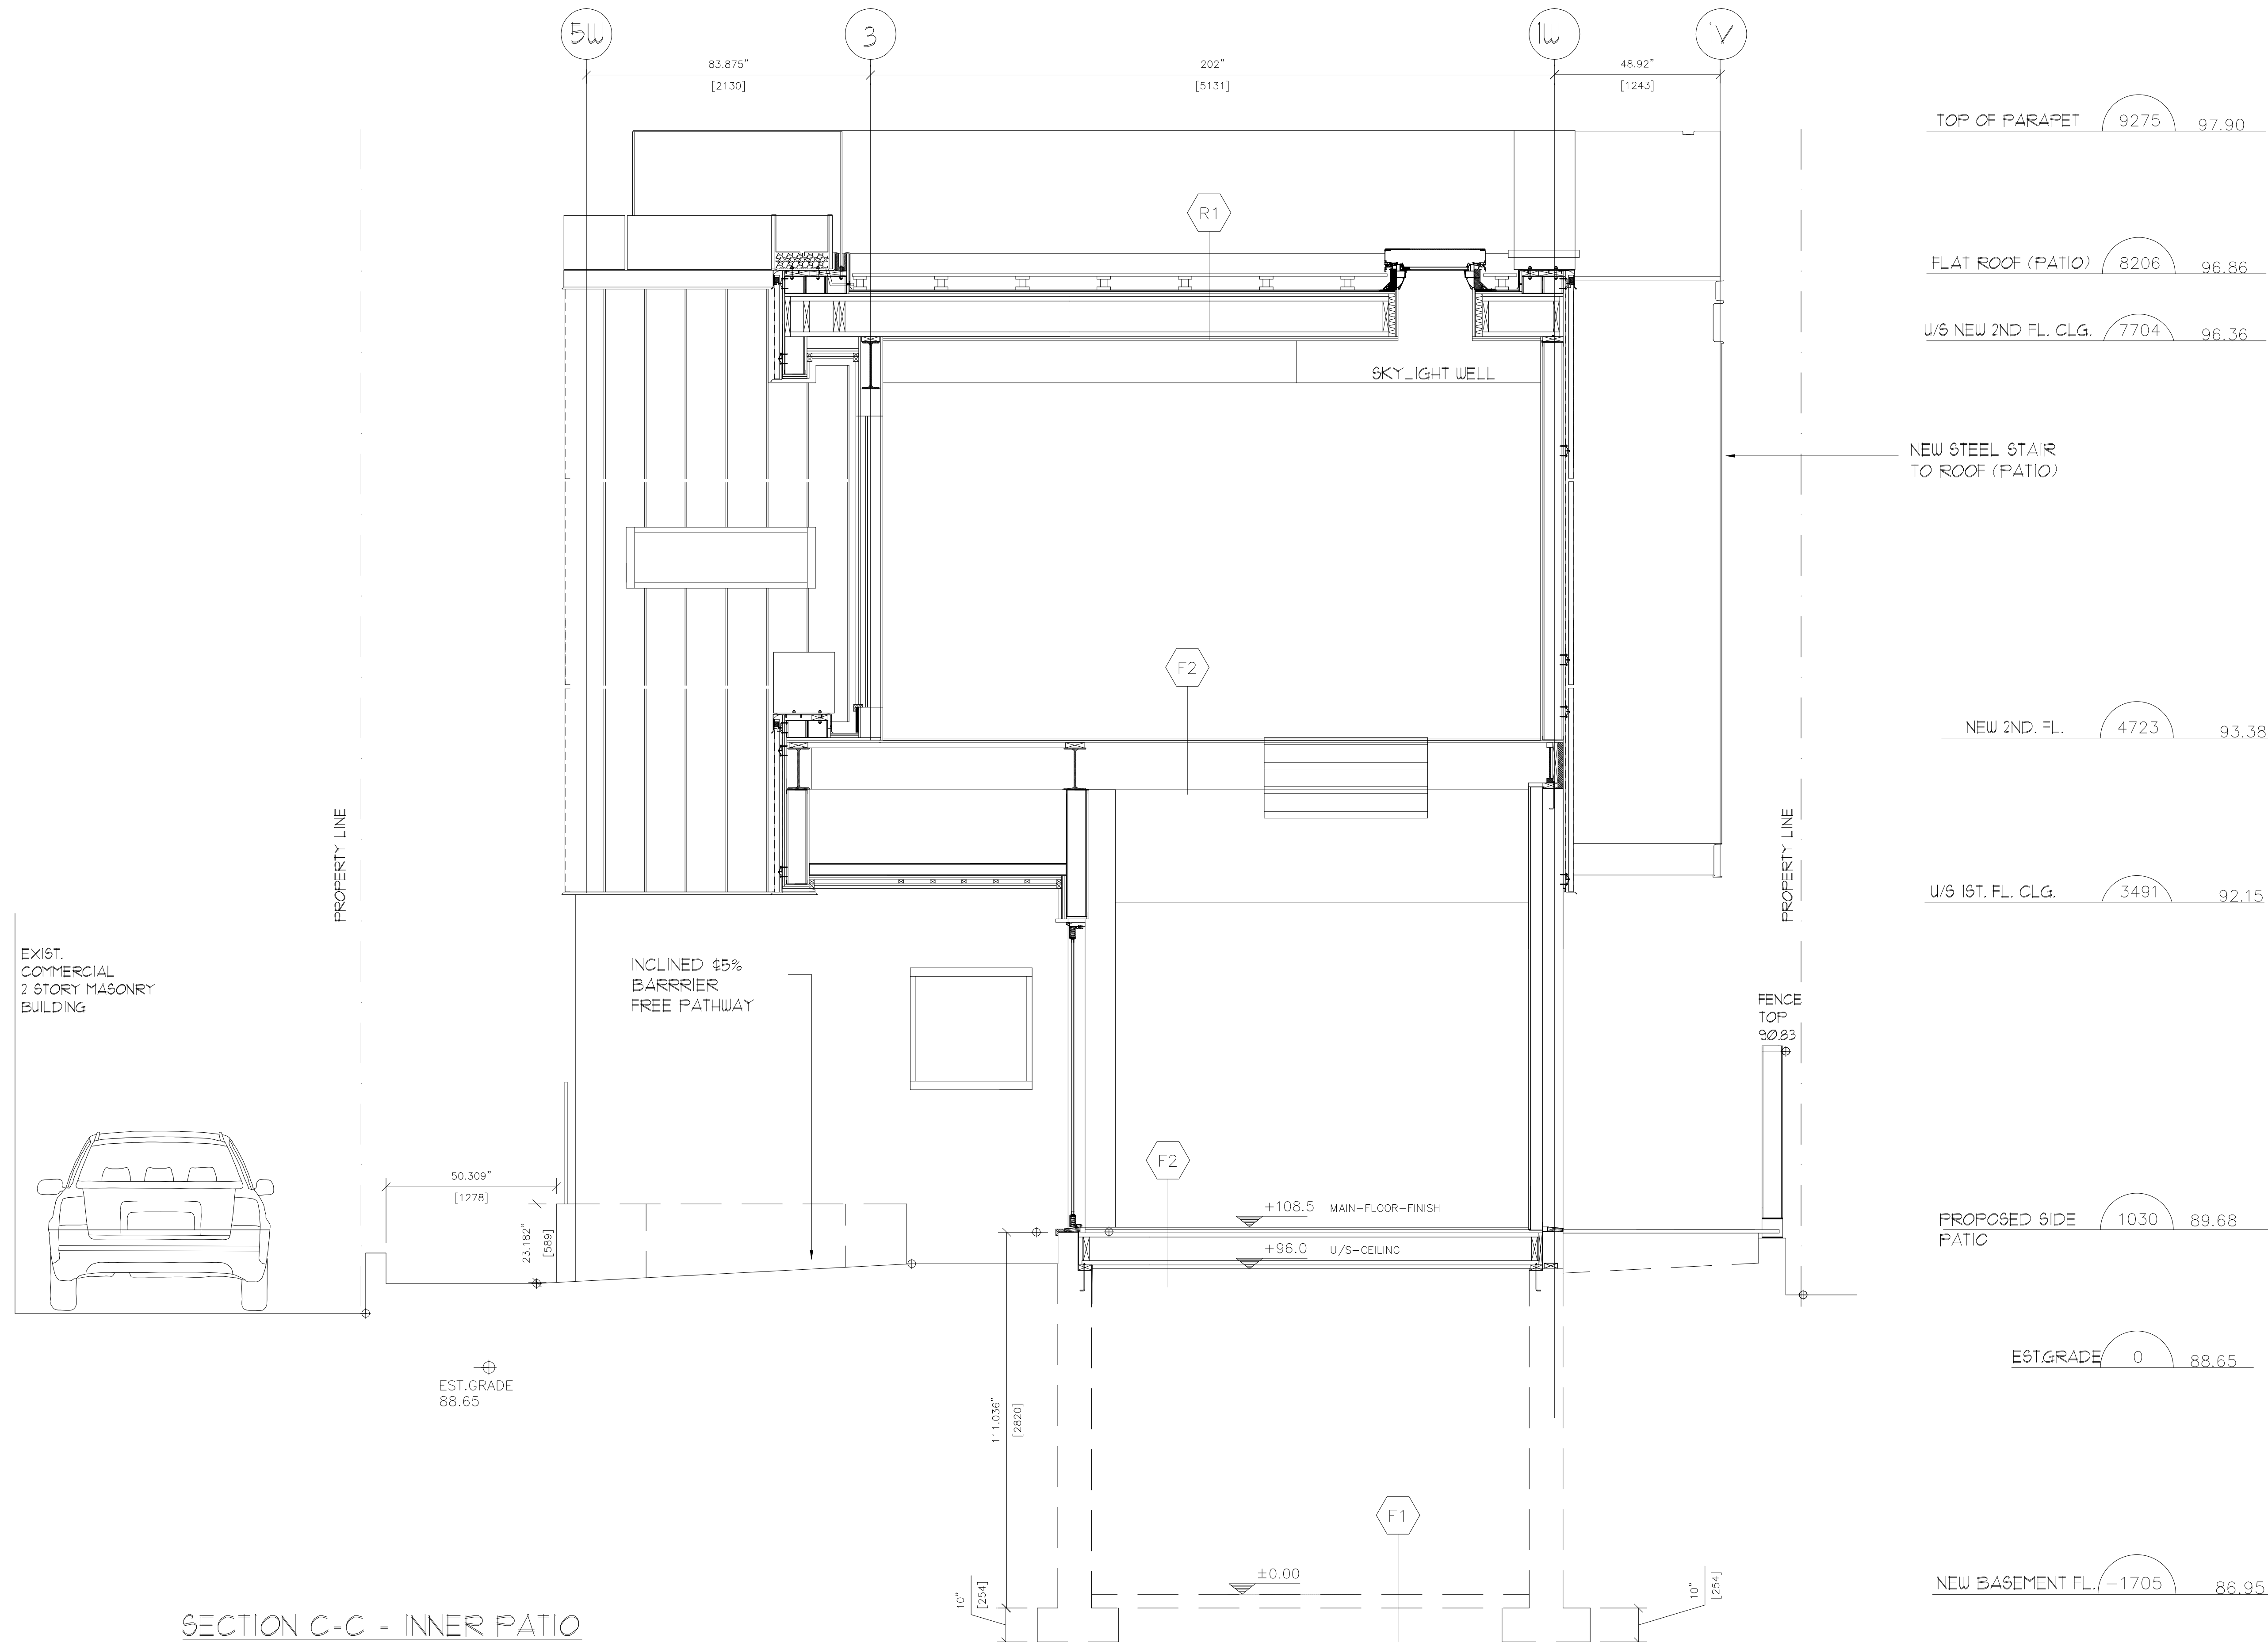 5W
3
1W
1V
83.875"
[2130]
202"
[5131]
48.92"
[1243]
TOP OF PARAPET 9275 97.90
R1
FLAT ROOF (PATIO) 8206 96.86
U/S NEW 2ND FL. CLG. 7704 96.36
SKYLIGHT WELL
NEW STEEL STAIR
TO ROOF (PATIO)
F2
NEW 2ND. FL. 4723 93.38
PROPERTY LINE
PROPERTY LINE
U/S 1ST. FL. CLG. 3491 92.15
EXIST.
COMMERCIAL
2 STORY MASONRY
BUILDING
INCLINED ¢5%
BARRRIER
FREE PATHWAY
FENCE
TOP
90.83
F2
50.309"
[1278]
23.182"
[589]
+108.5 MAIN-FLOOR-FINISH
+96.0 U/S-CEILING
PROPOSED SIDE 1030 89.68
PATIO
EST.GRADE 0 88.65
EST.GRADE
88.65
111.036"
[2820]
F1
±0.00
10"
[254]
10"
[254]
NEW BASEMENT FL. -1705 86.95
SECTION C-C - INNER PATIO